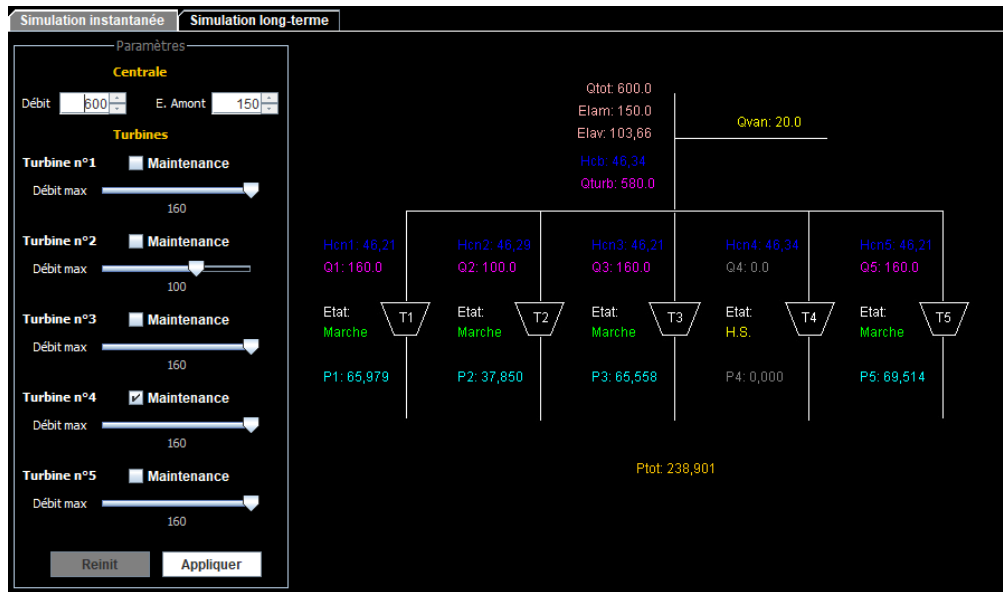 Simulation instantanée Simulation long-terme
Paramètres
Centrale
Débit 600 E. Amont 150
Turbines
Turbine n°1 Maintenance
Débit max
160
Turbine n°2 Maintenance
Débit max
100
Turbine n°3 Maintenance
Débit max
160
Turbine n°4 Maintenance
Débit max
160
Turbine n°5 Maintenance
Débit max
160
Reinit Appliquer
Qtot: 600.0
Elam: 150.0
Elav: 103,66
Qvan: 20.0
Hcb: 46,34
Qturb: 580.0
Hcn1: 46,21 Hcn2: 46,29 Hcn3: 46,21 Hcn4: 46,34 Hcn5: 46,21
Q1: 160.0 Q2: 100.0 Q3: 160.0 Q4: 0.0 Q5: 160.0
Etat: T1 Etat: T2 Etat: T3 Etat: T4 Etat: T5
Marche Marche Marche H.S. Marche
P1: 65,979 P2: 37,850 P3: 65,558 P4: 0,000 P5: 69,514
Ptot: 238,901